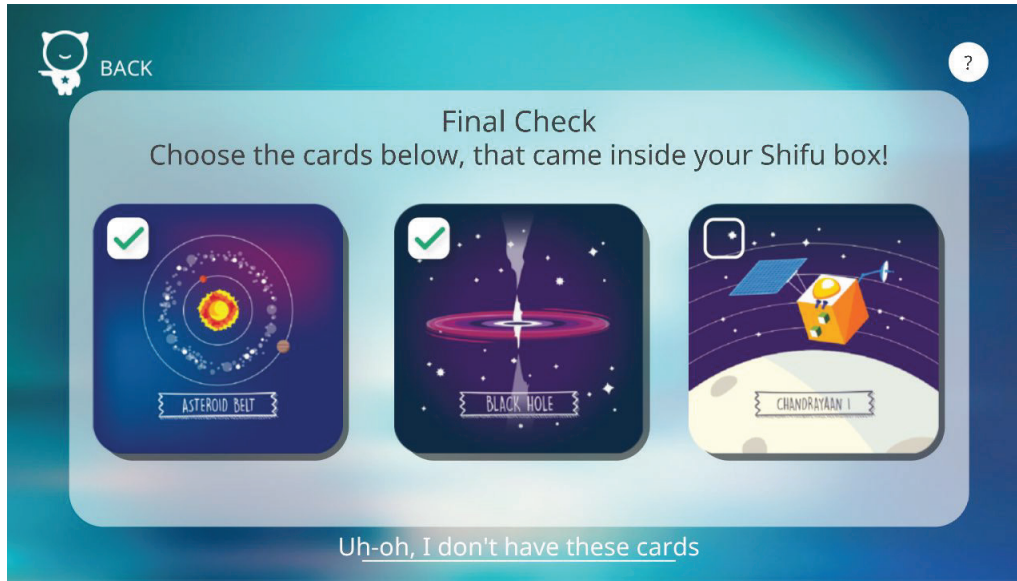 BACK
?
Final Check
Choose the cards below, that came inside your Shifu box!
ASTEROID BELT
BLACK HOLE
CHANDRAYAAN I
Uh-oh, I don't have these cards